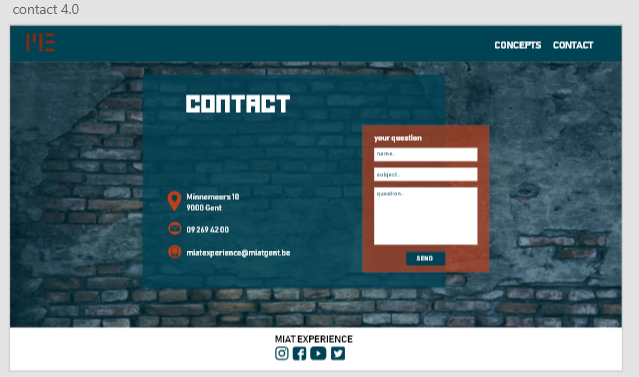 contact 4.0
ME
CONCEPTS CONTACT
CONTACT
your question
name..
subject..
question..
SEND
Minnemeers 10
9000 Gent
09 269 42 00
miatexperience@miatgent.be
MIAT EXPERIENCE